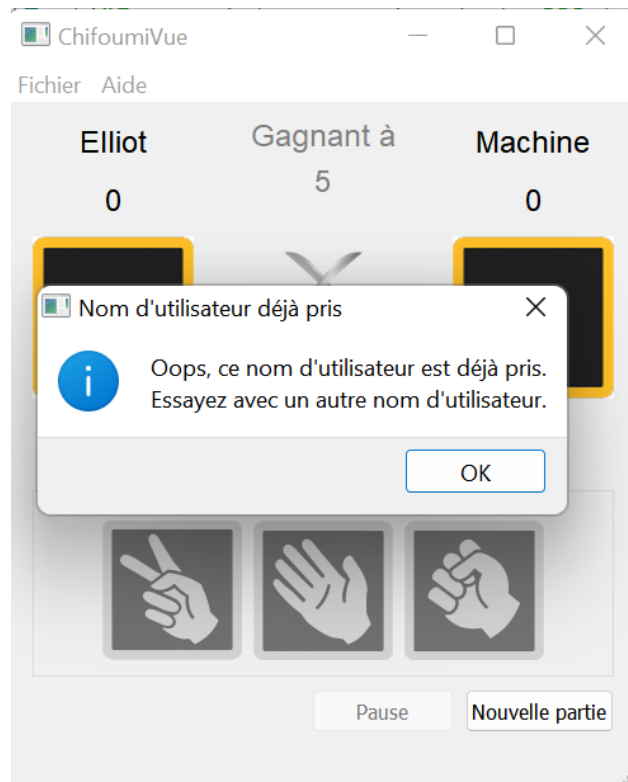 ChifoumiVue
Fichier Aide
Elliot
Gagnant à
Machine
0
5
0
Nom d'utilisateur déjà pris
Oops, ce nom d'utilisateur est déjà pris.
Essayez avec un autre nom d'utilisateur.
OK
Pause
Nouvelle partie